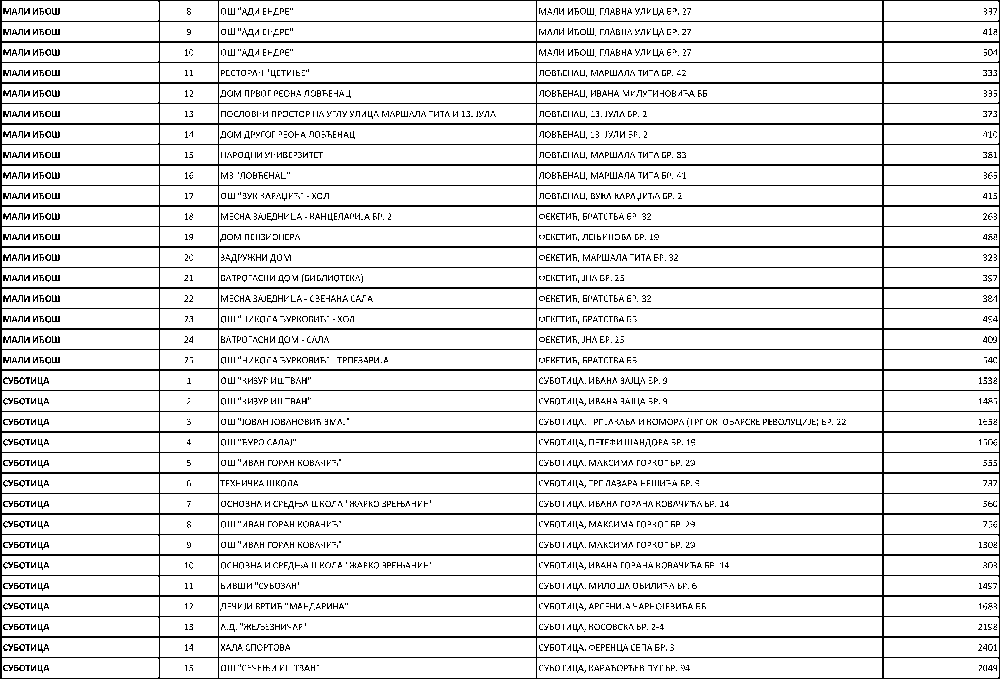 МАЛИ ИЂОШ 8 ОШ "АДИ ЕНДРЕ" МАЛИ ИЂОШ, ГЛАВНА УЛИЦА БР. 27 337
МАЛИ ИЂОШ 9 ОШ "АДИ ЕНДРЕ" МАЛИ ИЂОШ, ГЛАВНА УЛИЦА БР. 27 418
МАЛИ ИЂОШ 10 ОШ "АДИ ЕНДРЕ" МАЛИ ИЂОШ, ГЛАВНА УЛИЦА БР. 27 504
МАЛИ ИЂОШ 11 РЕСТОРАН "ЦЕТИЊЕ" ЛОВЋЕНАЦ, МАРШАЛА ТИТА БР. 42 333
МАЛИ ИЂОШ 12 ДОМ ПРВОГ РЕОНА ЛОВЋЕНАЦ ЛОВЋЕНАЦ, ИВАНА МИЛУТИНОВИЋА ББ 335
МАЛИ ИЂОШ 13 ПОСЛОВНИ ПРОСТОР НА УГЛУ УЛИЦА МАРШАЛА ТИТА И 13. ЈУЛА ЛОВЋЕНАЦ, 13. ЈУЛА БР. 2 373
МАЛИ ИЂОШ 14 ДОМ ДРУГОГ РЕОНА ЛОВЋЕНАЦ ЛОВЋЕНАЦ, 13. ЈУЛИ БР. 2 410
МАЛИ ИЂОШ 15 НАРОДНИ УНИВЕРЗИТЕТ ЛОВЋЕНАЦ, МАРШАЛА ТИТА БР. 83 381
МАЛИ ИЂОШ 16 МЗ "ЛОВЋЕНАЦ" ЛОВЋЕНАЦ, МАРШАЛА ТИТА БР. 41 365
МАЛИ ИЂОШ 17 ОШ "ВУК КАРАЏИЋ" - ХОЛ ЛОВЋЕНАЦ, ВУКА КАРАЏИЋА БР. 2 415
МАЛИ ИЂОШ 18 МЕСНА ЗАЈЕДНИЦА - КАНЦЕЛАРИЈА БР. 2 ФЕКЕТИЋ, БРАТСТВА БР. 32 263
МАЛИ ИЂОШ 19 ДОМ ПЕНЗИОНЕРА ФЕКЕТИЋ, ЛЕЊИНОВА БР. 19 488
МАЛИ ИЂОШ 20 ЗАДРУЖНИ ДОМ ФЕКЕТИЋ, МАРШАЛА ТИТА БР. 32 323
МАЛИ ИЂОШ 21 ВАТРОГАСНИ ДОМ (БИБЛИОТЕКА) ФЕКЕТИЋ, ЈНА БР. 25 397
МАЛИ ИЂОШ 22 МЕСНА ЗАЈЕДНИЦА - СВЕЧАНА САЛА ФЕКЕТИЋ, БРАТСТВА БР. 32 384
МАЛИ ИЂОШ 23 ОШ "НИКОЛА ЂУРКОВИЋ" - ХОЛ ФЕКЕТИЋ, БРАТСТВА ББ 494
МАЛИ ИЂОШ 24 ВАТРОГАСНИ ДОМ - САЛА ФЕКЕТИЋ, ЈНА БР. 25 409
МАЛИ ИЂОШ 25 ОШ "НИКОЛА ЂУРКОВИЋ" - ТРПЕЗАРИЈА ФЕКЕТИЋ, БРАТСТВА ББ 540
СУБОТИЦА 1 ОШ "КИЗУР ИШТВАН" СУБОТИЦА, ИВАНА ЗАЈЦА БР. 9 1538
СУБОТИЦА 2 ОШ "КИЗУР ИШТВАН" СУБОТИЦА, ИВАНА ЗАЈЦА БР. 9 1485
СУБОТИЦА 3 ОШ "ЈОВАН ЈОВАНОВИЋ ЗМАЈ" СУБОТИЦА, ТРГ ЈАКАБА И КОМОРА (ТРГ ОКТОБАРСКЕ РЕВОЛУЦИЈЕ) БР. 22 1658
СУБОТИЦА 4 ОШ "ЂУРО САЛАЈ" СУБОТИЦА, ПЕТЕФИ ШАНДОРА БР. 19 1506
СУБОТИЦА 5 ОШ "ИВАН ГОРАН КОВАЧИЋ" СУБОТИЦА, МАКСИМА ГОРКОГ БР. 29 555
СУБОТИЦА 6 ТЕХНИЧКА ШКОЛА СУБОТИЦА, ТРГ ЛАЗАРА НЕШИЋА БР. 9 737
СУБОТИЦА 7 ОСНОВНА И СРЕДЊА ШКОЛА "ЖАРКО ЗРЕЊАНИН" СУБОТИЦА, ИВАНА ГОРАНА КОВАЧИЋА БР. 14 560
СУБОТИЦА 8 ОШ "ИВАН ГОРАН КОВАЧИЋ" СУБОТИЦА, МАКСИМА ГОРКОГ БР. 29 756
СУБОТИЦА 9 ОШ "ИВАН ГОРАН КОВАЧИЋ" СУБОТИЦА, МАКСИМА ГОРКОГ БР. 29 1308
СУБОТИЦА 10 ОСНОВНА И СРЕДЊА ШКОЛА "ЖАРКО ЗРЕЊАНИН" СУБОТИЦА, ИВАНА ГОРАНА КОВАЧИЋА БР. 14 303
СУБОТИЦА 11 БИВШИ "СУБОЗАН" СУБОТИЦА, МИЛОША ОБИЛИЋА БР. 6 1497
СУБОТИЦА 12 ДЕЧИЈИ ВРТИЋ "МАНДАРИНА" СУБОТИЦА, АРСЕНИЈА ЧАРНОЈЕВИЋА ББ 1683
СУБОТИЦА 13 А.Д. "ЖЕЉЕЗНИЧАР" СУБОТИЦА, КОСОВСКА БР. 2-4 2198
СУБОТИЦА 14 ХАЛА СПОРТОВА СУБОТИЦА, ФЕРЕНЦА СЕПА БР. 3 2401
СУБОТИЦА 15 ОШ "СЕЧЕЊИ ИШТВАН" СУБОТИЦА, КАРАЂОРЂЕВ ПУТ БР. 94 2049